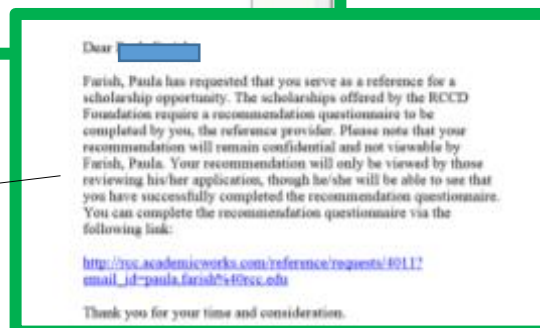 Dear
Farish, Paula has requested that you serve as a reference for a
scholarship opportunity. The scholarships offered by the RCCD
Foundation require a recommendation questionnaire to be
completed by you, the reference provider. Please note that your
recommendation will remain confidential and not viewable by
Farish, Paula. Your recommendation will only be viewed by those
reviewing his/her application, though he/she will be able to see that
you have successfully completed the recommendation questionnaire.
You can complete the recommendation questionnaire via the
following link:
http://rcc.academicworks.com/reference/requests/4011?
email_id=paula.farish%40rcc.edu
Thank you for your time and consideration.